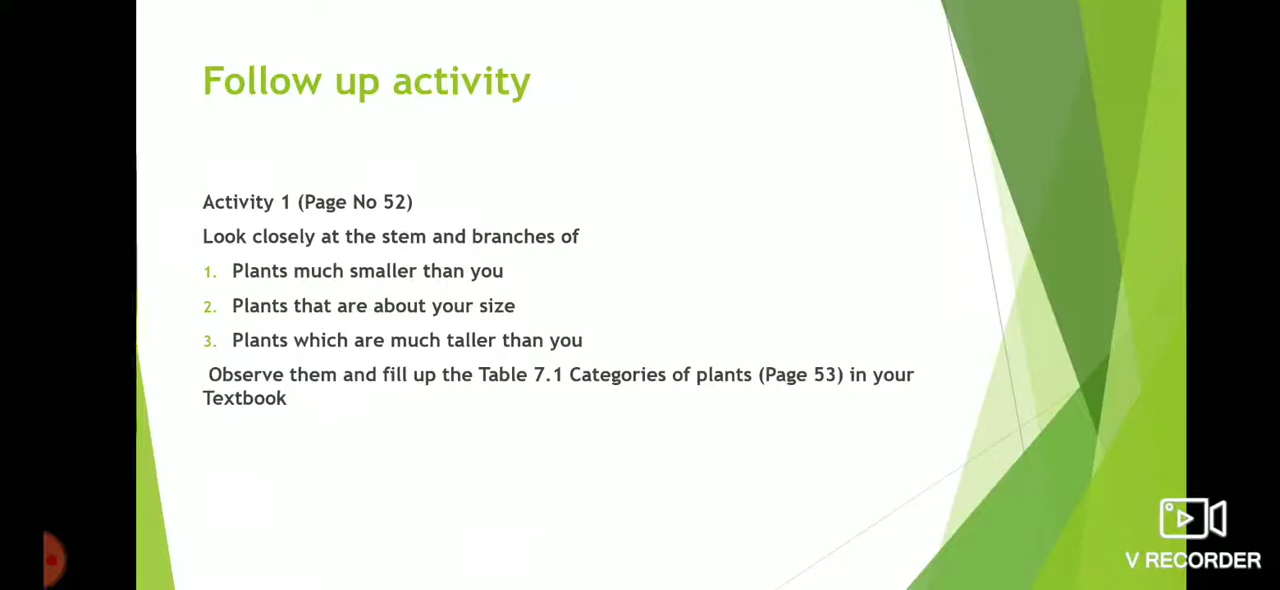 Follow up activity
Activity 1 (Page No 52)
Look closely at the stem and branches of
1. Plants much smaller than you
2. Plants that are about your size
3. Plants which are much taller than you
Observe them and fill up the Table 7.1 Categories of plants (Page 53) in your
Textbook
V RECORDER